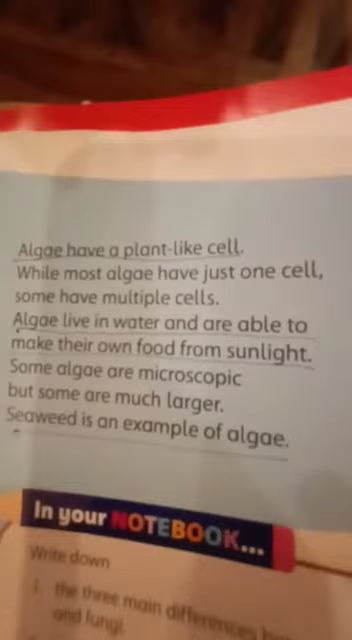 Algae have a plant-like cell.
While most algae have just one cell,
some have multiple cells.
Algae live in water and are able to
make their own food from sunlight.
Some algae are microscopic
but some are much larger.
Seaweed is an example of algae.
In your NOTEBOOK...
Write down
1. the three main differences
and fungi.